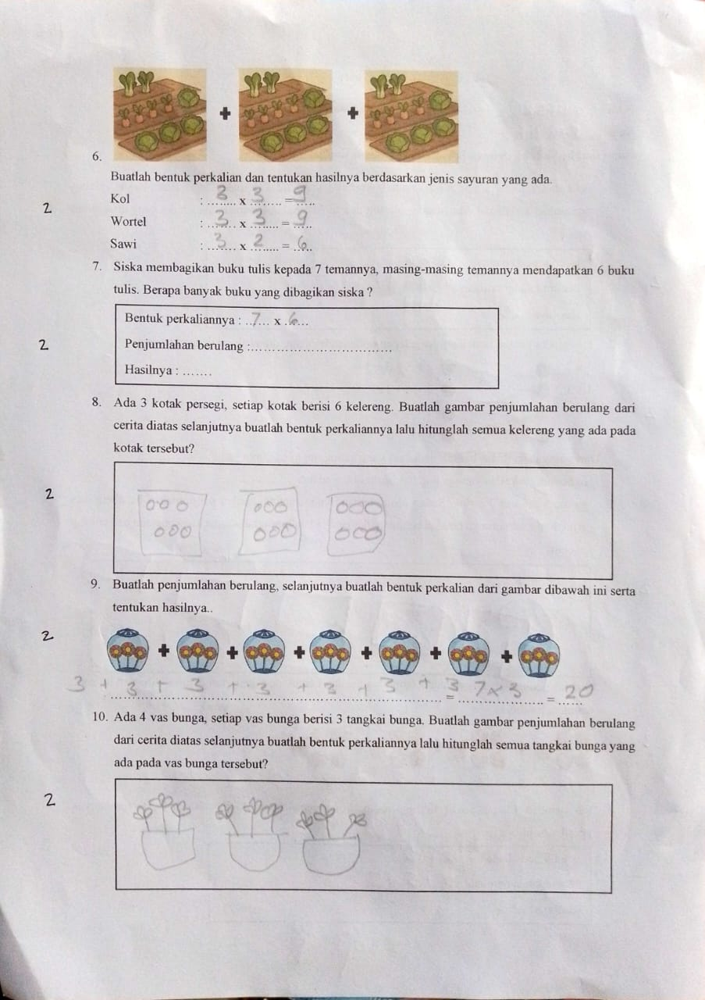 + +
6.
Buatlah bentuk perkalian dan tentukan hasilnya berdasarkan jenis sayuran yang ada.
Kol : ..3.. x ..3.. = ..9..
2
Wortel : ..3.. x ..3.. = ..9..
Sawi : ..3.. x ..2.. = ..6..
7. Siska membagikan buku tulis kepada 7 temannya, masing-masing temannya mendapatkan 6 buku
tulis. Berapa banyak buku yang dibagikan siska ?
Bentuk perkaliannya : ..7... x .6...
2 Penjumlahan berulang :....................................
Hasilnya : .......
8. Ada 3 kotak persegi, setiap kotak berisi 6 kelereng. Buatlah gambar penjumlahan berulang dari
cerita diatas selanjutnya buatlah bentuk perkaliannya lalu hitunglah semua kelereng yang ada pada
kotak tersebut?
2
9. Buatlah penjumlahan berulang, selanjutnya buatlah bentuk perkalian dari gambar dibawah ini serta
tentukan hasilnya..
2 + + + + + +
3 + 3 + 3 + 3 + 3 + 3 + 3 = 7 x 3 = 20
10. Ada 4 vas bunga, setiap vas bunga berisi 3 tangkai bunga. Buatlah gambar penjumlahan berulang
dari cerita diatas selanjutnya buatlah bentuk perkaliannya lalu hitunglah semua tangkai bunga yang
ada pada vas bunga tersebut?
2